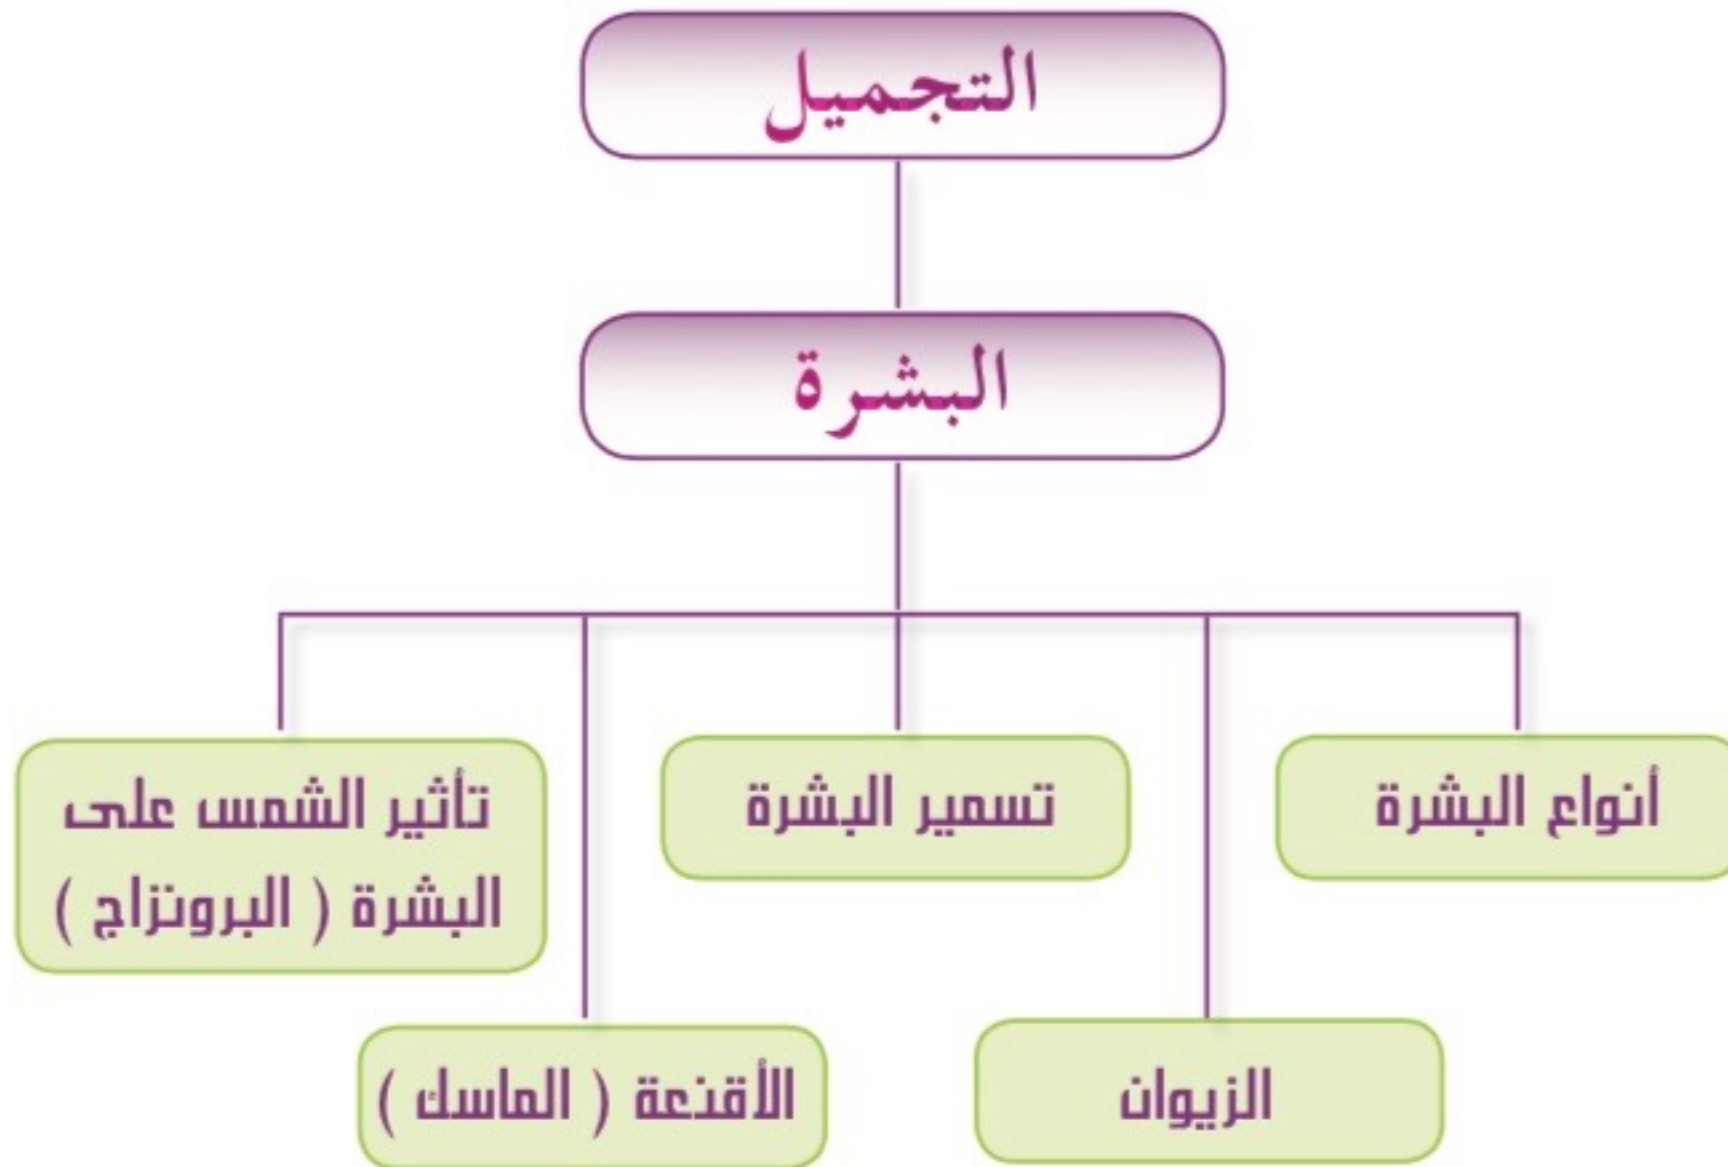 التجميل
البشرة
أنواع البشرة
تسمير البشرة
تأثير الشمس على
البشرة ( البرونزاج )
الزيوان
الأقنعة ( الماسك )